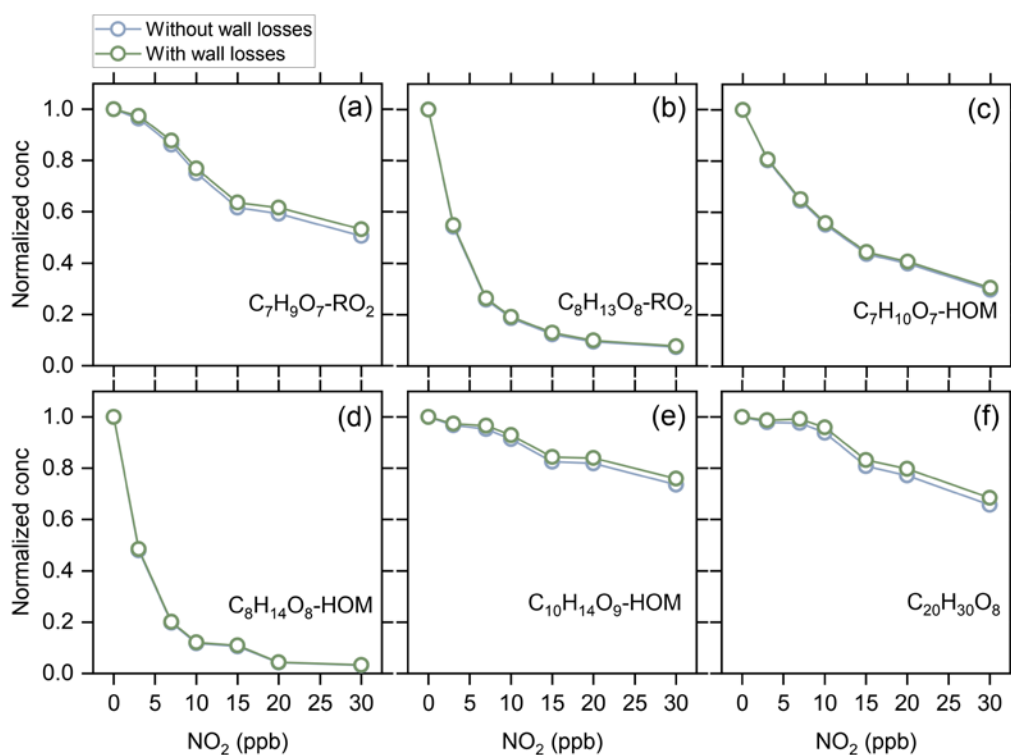 Without wall losses
With wall losses
(a)
(b)
(c)
Normalized conc
1.0
0.8
0.6
0.4
0.2
0.0
C₇H₉O₇-RO₂
C₈H₁₃O₈-RO₂
C₇H₁₀O₇-HOM
(d)
(e)
(f)
Normalized conc
1.0
0.8
0.6
0.4
0.2
0.0
C₈H₁₄O₈-HOM
C₁₀H₁₄O₉-HOM
C₂₀H₃₀O₈
0 5 10 15 20 25 30
0 5 10 15 20 25 30
0 5 10 15 20 25 30
NO₂ (ppb)
NO₂ (ppb)
NO₂ (ppb)